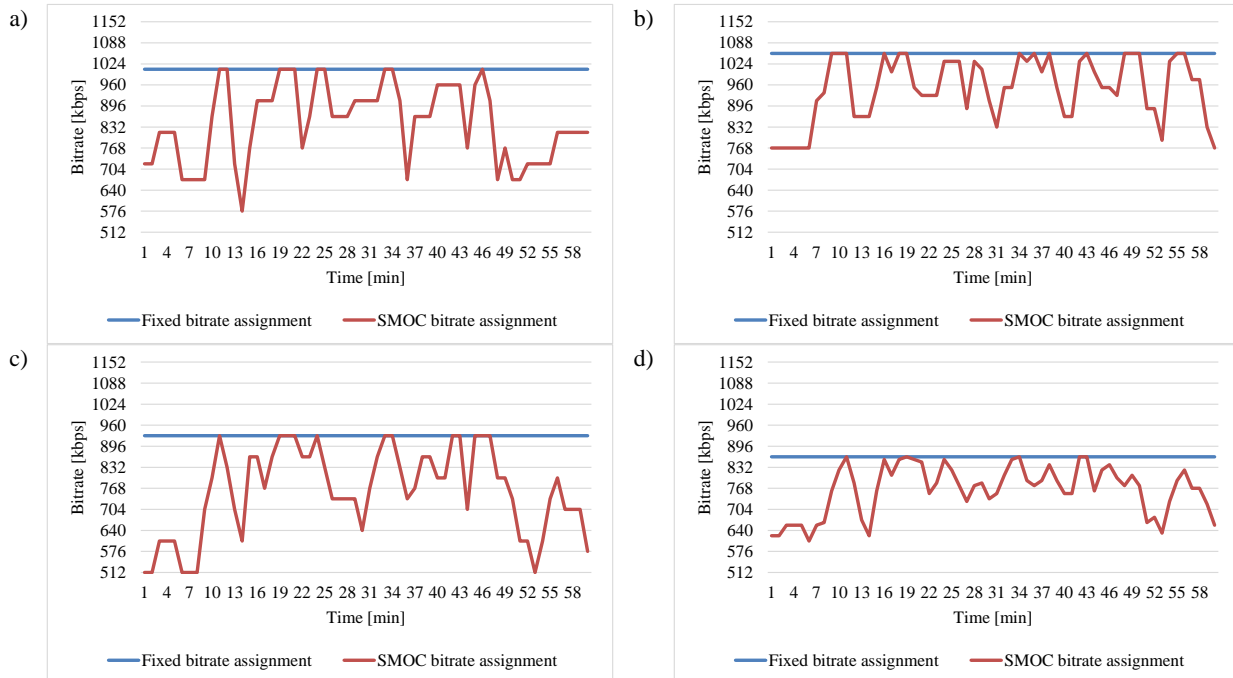 a)
1152
1088
1024
960
896
832
768
704
640
576
512
Bitrate [kbps]
1 4 7 10 13 16 19 22 25 28 31 34 37 40 43 46 49 52 55 58
Time [min]
Fixed bitrate assignment SMOC bitrate assignment
b)
1152
1088
1024
960
896
832
768
704
640
576
512
Bitrate [kbps]
1 4 7 10 13 16 19 22 25 28 31 34 37 40 43 46 49 52 55 58
Time [min]
Fixed bitrate assignment SMOC bitrate assignment
c)
1152
1088
1024
960
896
832
768
704
640
576
512
Bitrate [kbps]
1 4 7 10 13 16 19 22 25 28 31 34 37 40 43 46 49 52 55 58
Time [min]
Fixed bitrate assignment SMOC bitrate assignment
d)
1152
1088
1024
960
896
832
768
704
640
576
512
Bitrate [kbps]
1 4 7 10 13 16 19 22 25 28 31 34 37 40 43 46 49 52 55 58
Time [min]
Fixed bitrate assignment SMOC bitrate assignment